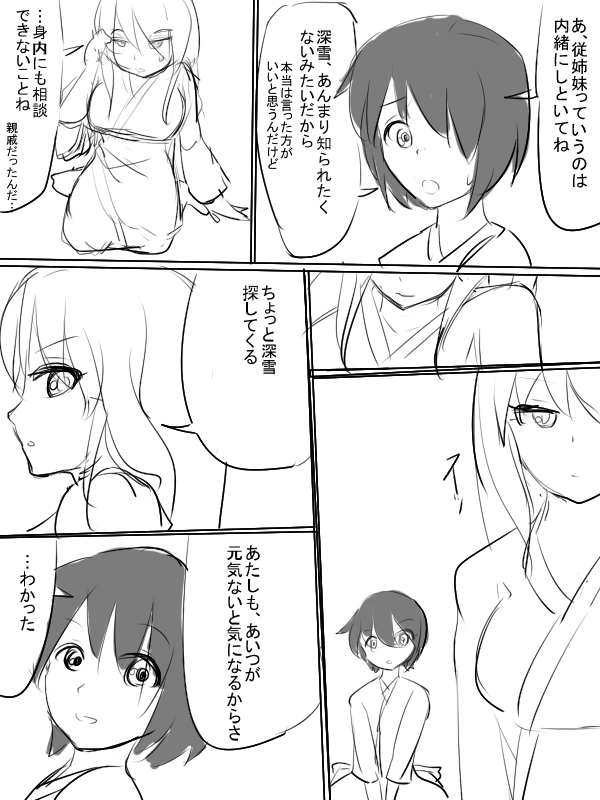 あ、従姉妹っていうのは
内緒にしといてね
深雪、あんまり知られたく
ないみたいだから
本当は言った方が
いいと思うんだけど
…身内にも相談
できないことね
親戚だったんだ…
スッ
ちょっと深雪
探してくる
あたしも、あいつが
元気ないと気になるからさ
…わかった